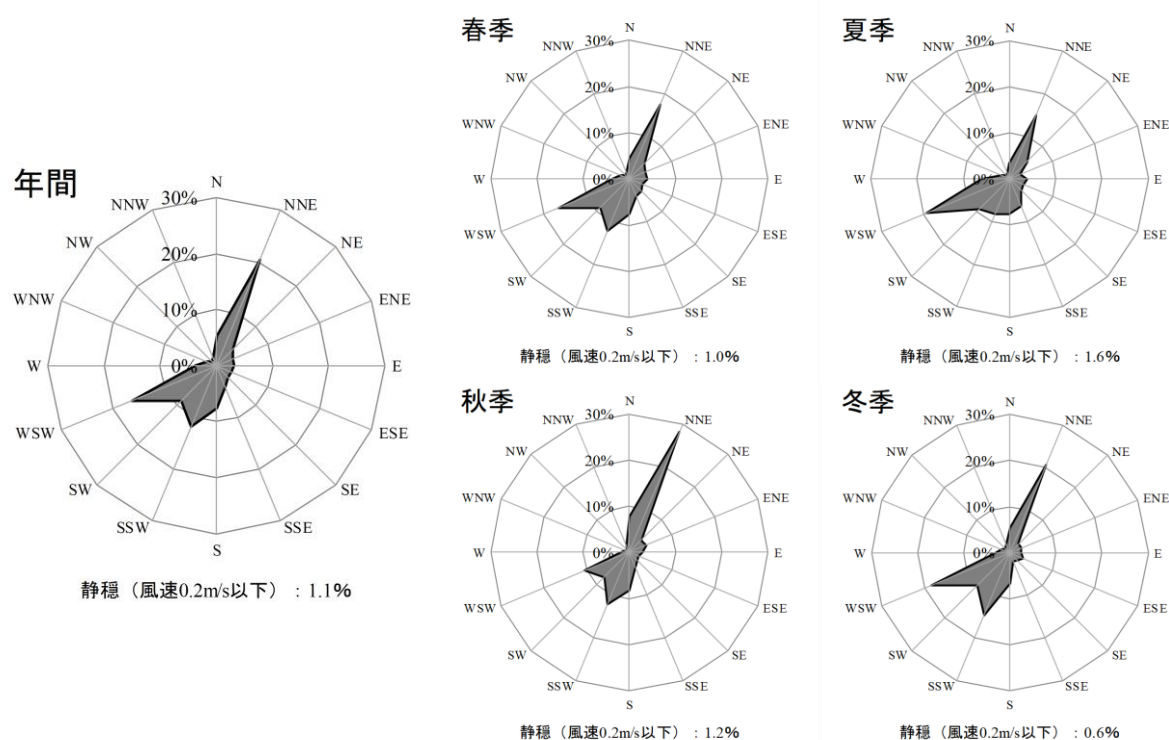 年間
N
NNE
NE
ENE
E
ESE
SE
SSE
S
SSW
SW
WSW
W
WNW
NW
NNW
30%
20%
10%
0%
静穏（風速0.2m/s以下）：1.1%
春季
N
NNE
NE
ENE
E
ESE
SE
SSE
S
SSW
SW
WSW
W
WNW
NW
NNW
30%
20%
10%
0%
静穏（風速0.2m/s以下）：1.0%
夏季
N
NNE
NE
ENE
E
ESE
SE
SSE
S
SSW
SW
WSW
W
WNW
NW
NNW
30%
20%
10%
0%
静穏（風速0.2m/s以下）：1.6%
秋季
N
NNE
NE
ENE
E
ESE
SE
SSE
S
SSW
SW
WSW
W
WNW
NW
NNW
30%
20%
10%
0%
静穏（風速0.2m/s以下）：1.2%
冬季
N
NNE
NE
ENE
E
ESE
SE
SSE
S
SSW
SW
WSW
W
WNW
NW
NNW
30%
20%
10%
0%
静穏（風速0.2m/s以下）：0.6%